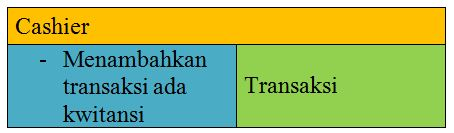 Cashier
- Menambahkan
transaksi ada
kwitansi
Transaksi